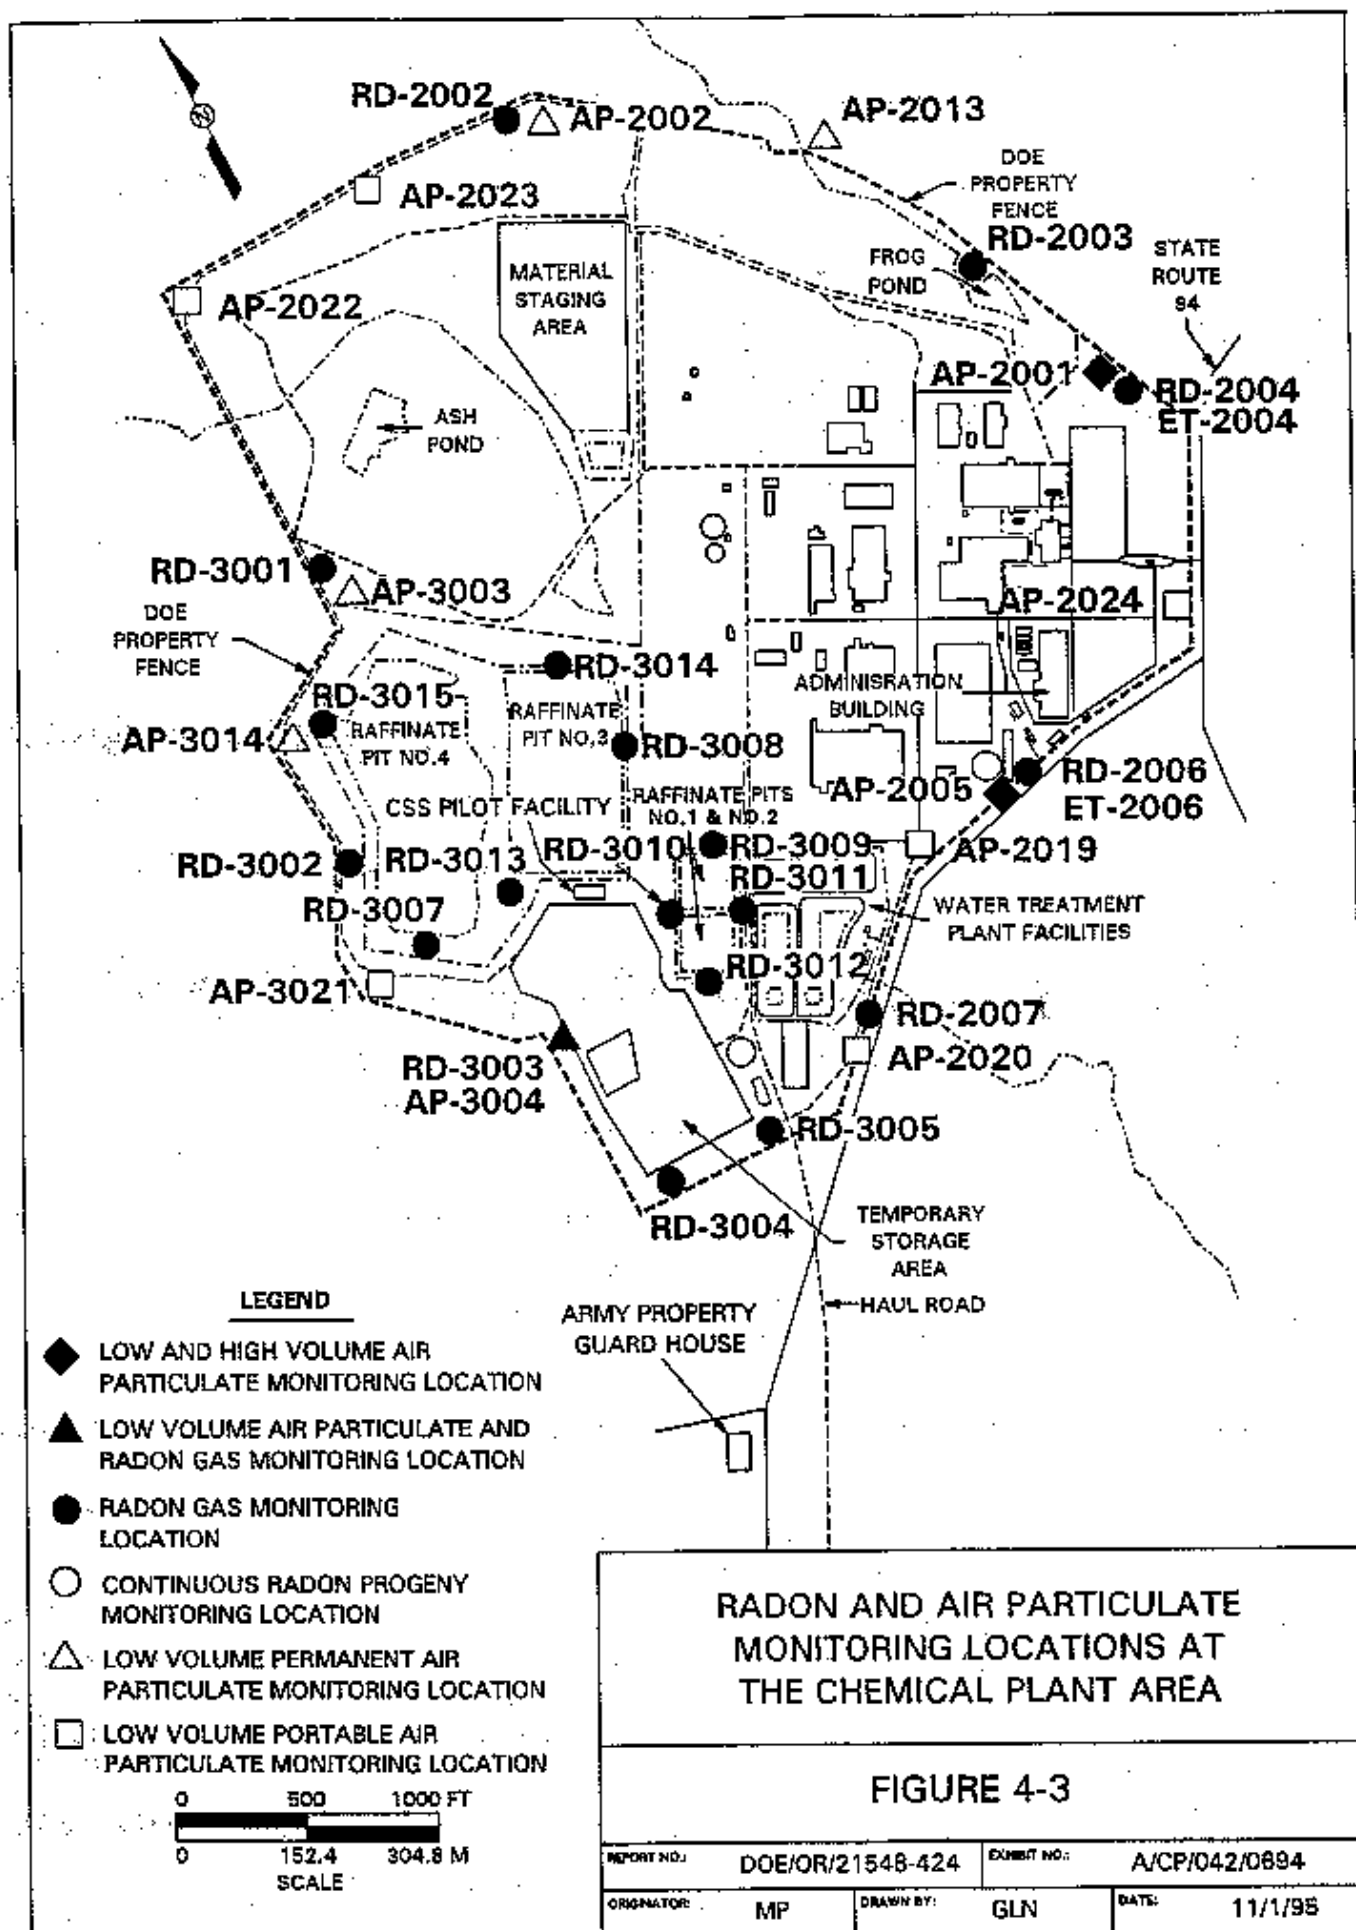 RD-2002
AP-2002
AP-2013
DOE
PROPERTY
FENCE
AP-2023
RD-2003
STATE
ROUTE
94
FROG
POND
MATERIAL
STAGING
AREA
AP-2022
AP-2001
RD-2004
ET-2004
ASH
POND
RD-3001
AP-3003
AP-2024
DOE
PROPERTY
FENCE
RD-3014
RD-3015
ADMINISRATION
BUILDING
RAFFINATE
PIT NO.3
RAFFINATE
PIT NO.4
AP-3014
RD-3008
RD-2006
ET-2006
AP-2005
RAFFINATE PITS
NO.1 & NO.2
CSS PILOT FACILITY
RD-3010
RD-3009
AP-2019
RD-3002
RD-3013
RD-3011
RD-3007
WATER TREATMENT
PLANT FACILITIES
RD-3012
AP-3021
RD-2007
AP-2020
RD-3003
AP-3004
RD-3005
RD-3004
TEMPORARY
STORAGE
AREA
HAUL ROAD
ARMY PROPERTY
GUARD HOUSE
LEGEND
LOW AND HIGH VOLUME AIR
PARTICULATE MONITORING LOCATION
LOW VOLUME AIR PARTICULATE AND
RADON GAS MONITORING LOCATION
RADON GAS MONITORING
LOCATION
CONTINUOUS RADON PROGENY
MONITORING LOCATION
LOW VOLUME PERMANENT AIR
PARTICULATE MONITORING LOCATION
LOW VOLUME PORTABLE AIR
PARTICULATE MONITORING LOCATION
0 500 1000 FT
0 152.4 304.8 M
SCALE
RADON AND AIR PARTICULATE
MONITORING LOCATIONS AT
THE CHEMICAL PLANT AREA
FIGURE 4-3
REPORT NO.: DOE/OR/21548-424 EXHIBIT NO.: A/CP/042/0694
ORIGINATOR: MP DRAWN BY: GLN DATE: 11/1/95